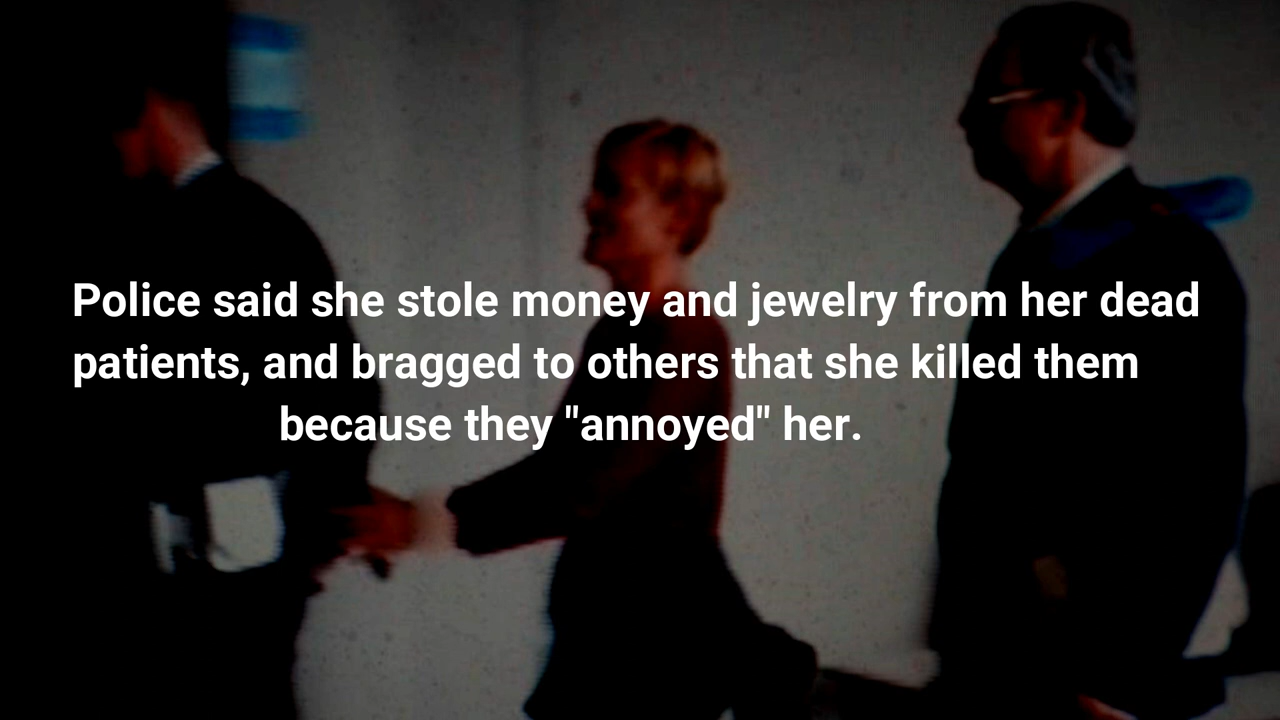 Police said she stole money and jewelry from her dead
patients, and bragged to others that she killed them
because they "annoyed" her.